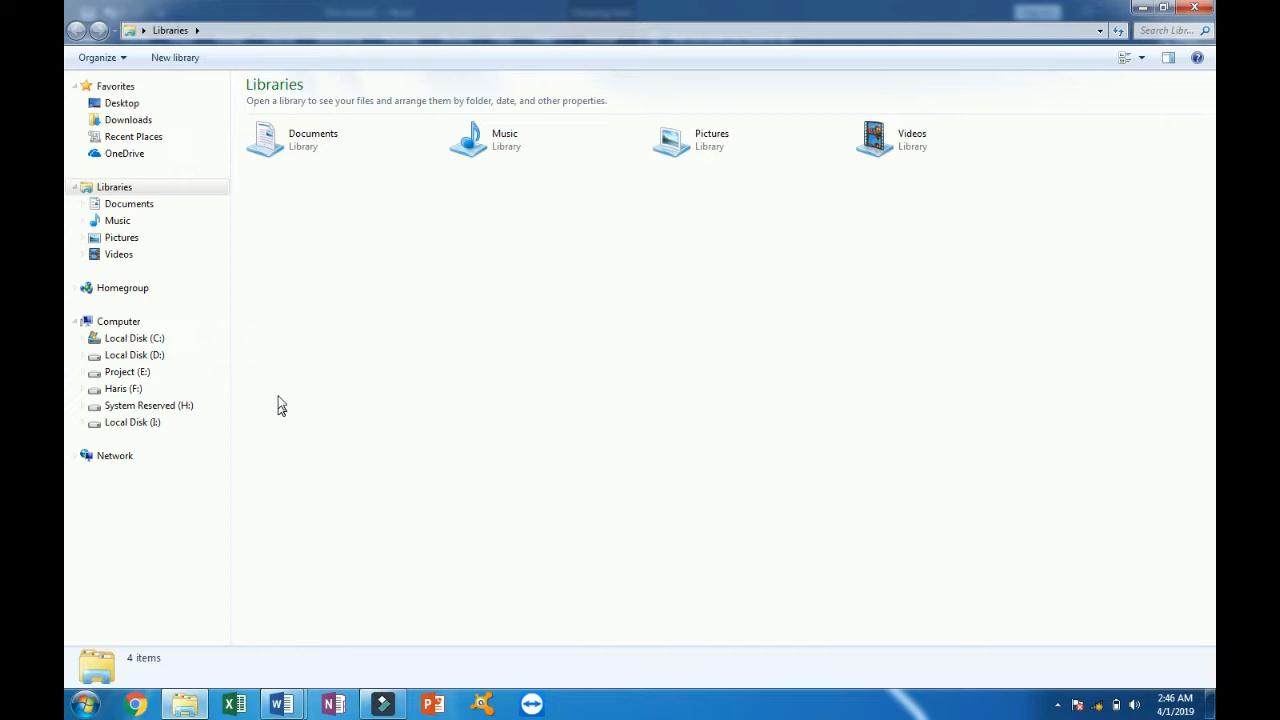 Libraries
Search Libr...
Organize
New library
Favorites
Desktop
Downloads
Recent Places
OneDrive
Libraries
Documents
Music
Pictures
Videos
Homegroup
Computer
Local Disk (C:)
Local Disk (D:)
Project (E:)
Haris (F:)
System Reserved (H:)
Local Disk (I:)
Network
Libraries
Open a library to see your files and arrange them by folder, date, and other properties.
Documents
Library
Music
Library
Pictures
Library
Videos
Library
4 items
2:46 AM
4/1/2019